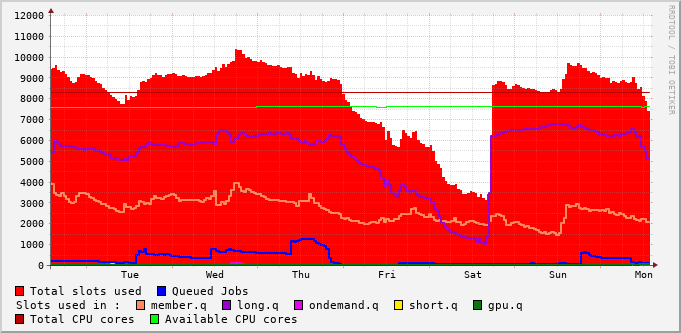 12000
11000
10000
9000
8000
7000
6000
5000
4000
3000
2000
1000
0
Tue Wed Thu Fri Sat Sun Mon
RRDTOOL / TOBI OETIKER
Total slots used Queued Jobs
Slots used in : member.q long.q ondemand.q short.q gpu.q
Total CPU cores Available CPU cores